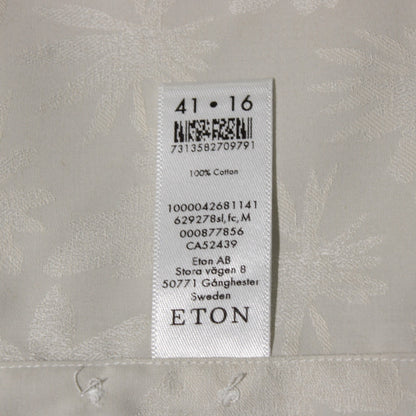 41 • 16
7313582709791
100% Cotton
1000042681141
629278sl,fc,M
000877856
CA52439
Eton AB
Stora vägen 8
50771 Gånghester
Sweden
ETON